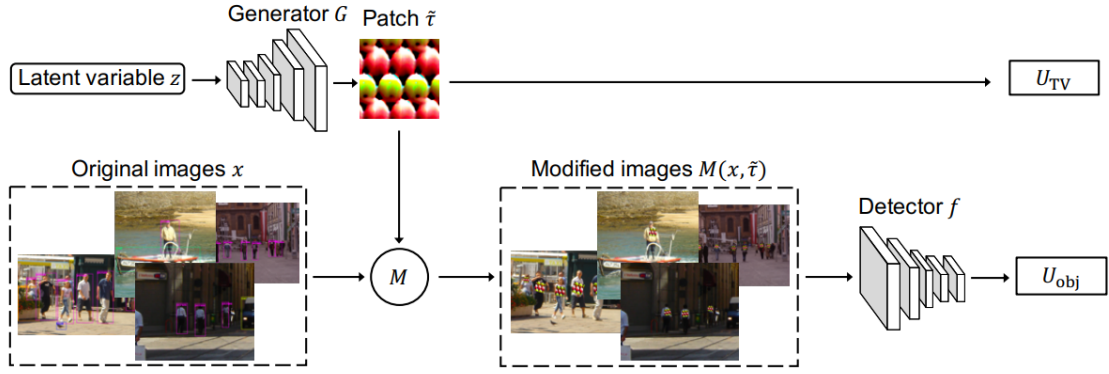 Generator G
Patch τ̃
Latent variable z
U_TV
Original images x
Modified images M(x, τ̃)
Detector f
M
U_obj